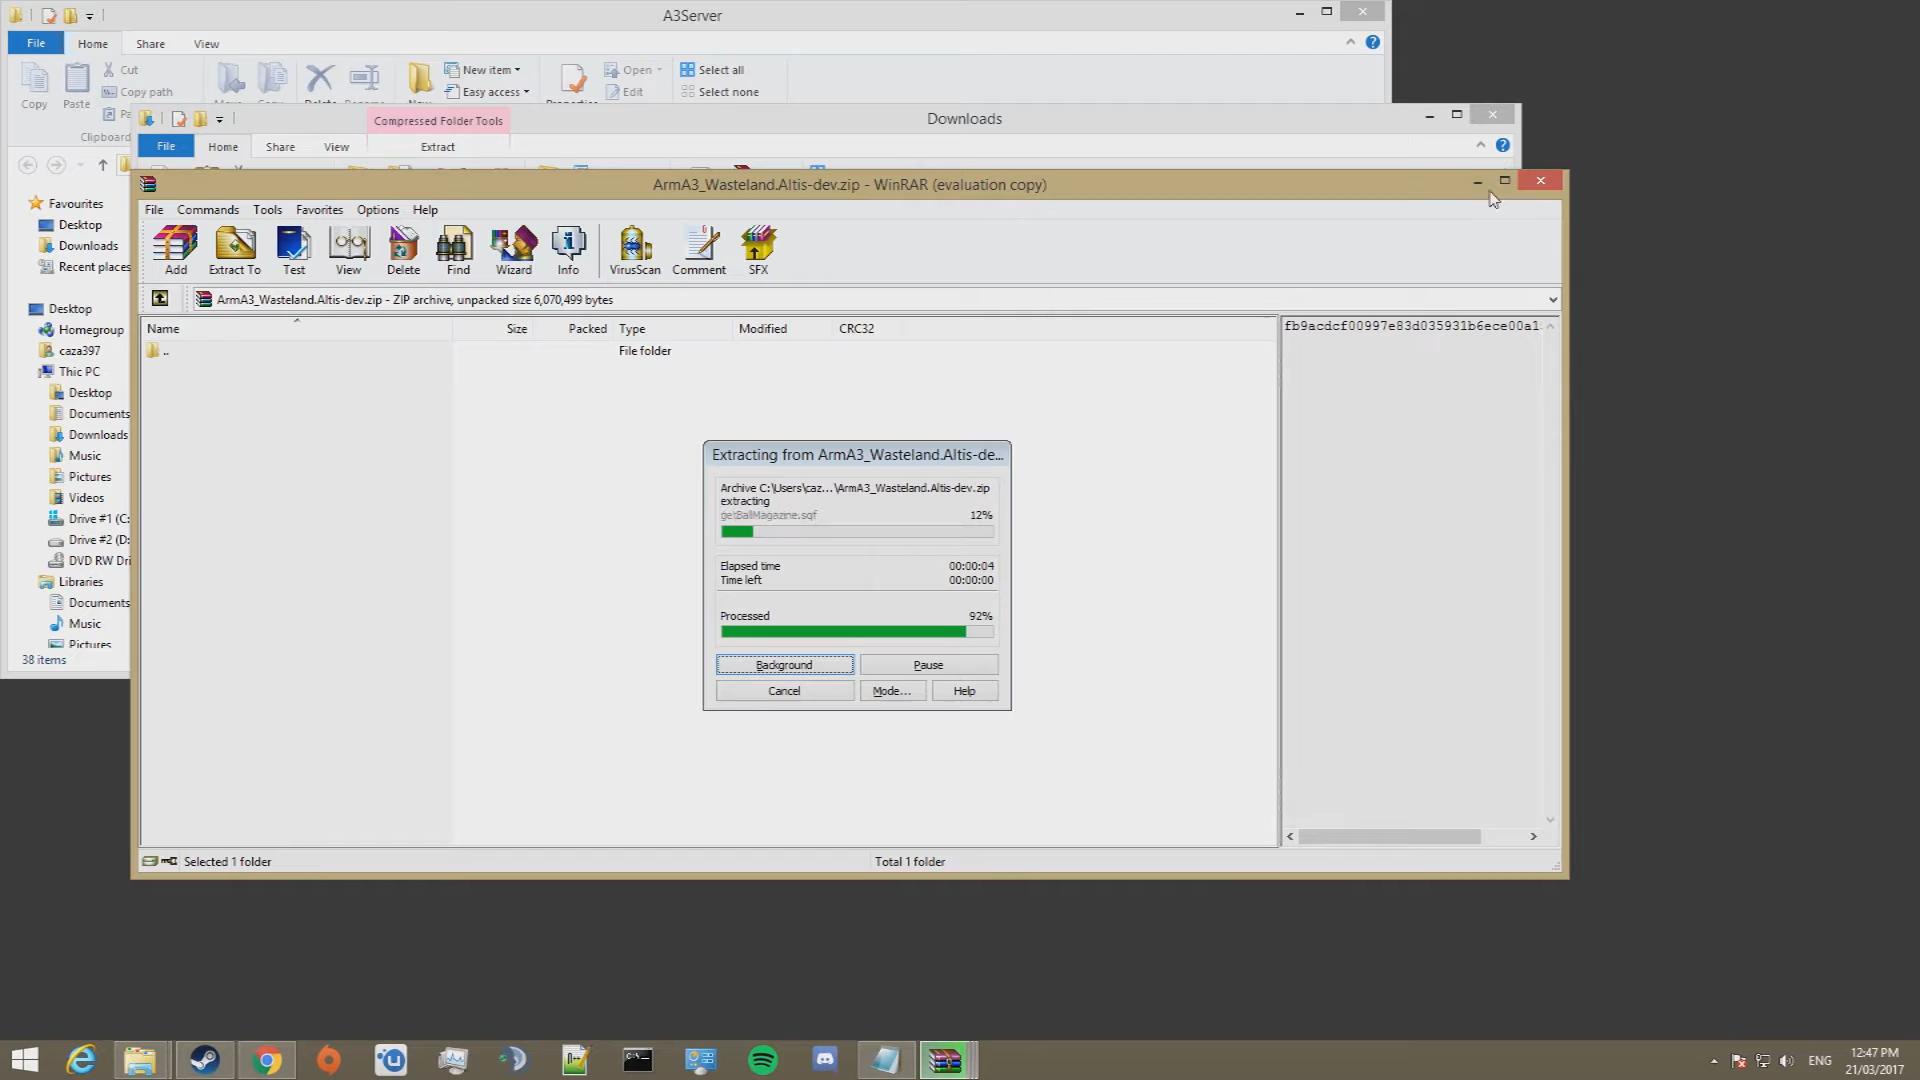 A3Server
File
Home
Share
View
Copy
Paste
Cut
Copy path
New item
Easy access
Open
Edit
Select all
Select none
Clipboard
Compressed Folder Tools
Downloads
File
Home
Share
View
Extract
Favourites
Desktop
Downloads
Recent places
Desktop
Homegroup
caza397
This PC
Desktop
Documents
Downloads
Music
Pictures
Videos
Drive #1 (C:
Drive #2 (D:
DVD RW Dri
Libraries
Documents
Music
Pictures
38 items
ArmA3_Wasteland.Altis-dev.zip - WinRAR (evaluation copy)
File Commands Tools Favorites Options Help
Add
Extract To
Test
View
Delete
Find
Wizard
Info
VirusScan
Comment
SFX
ArmA3_Wasteland.Altis-dev.zip - ZIP archive, unpacked size 6,070,499 bytes
Name Size Packed Type Modified CRC32
.. File folder
fb9acdcf00997e83d035931b6ece00a1
Extracting from ArmA3_Wasteland.Altis-de...
Archive C:\Users\caz...\ArmA3_Wasteland.Altis-dev.zip
extracting
getBallMagazine.sqf 12%
Elapsed time 00:00:04
Time left 00:00:00
Processed 92%
Background
Pause
Cancel
Mode...
Help
Selected 1 folder
Total 1 folder
ENG
12:47 PM
21/03/2017